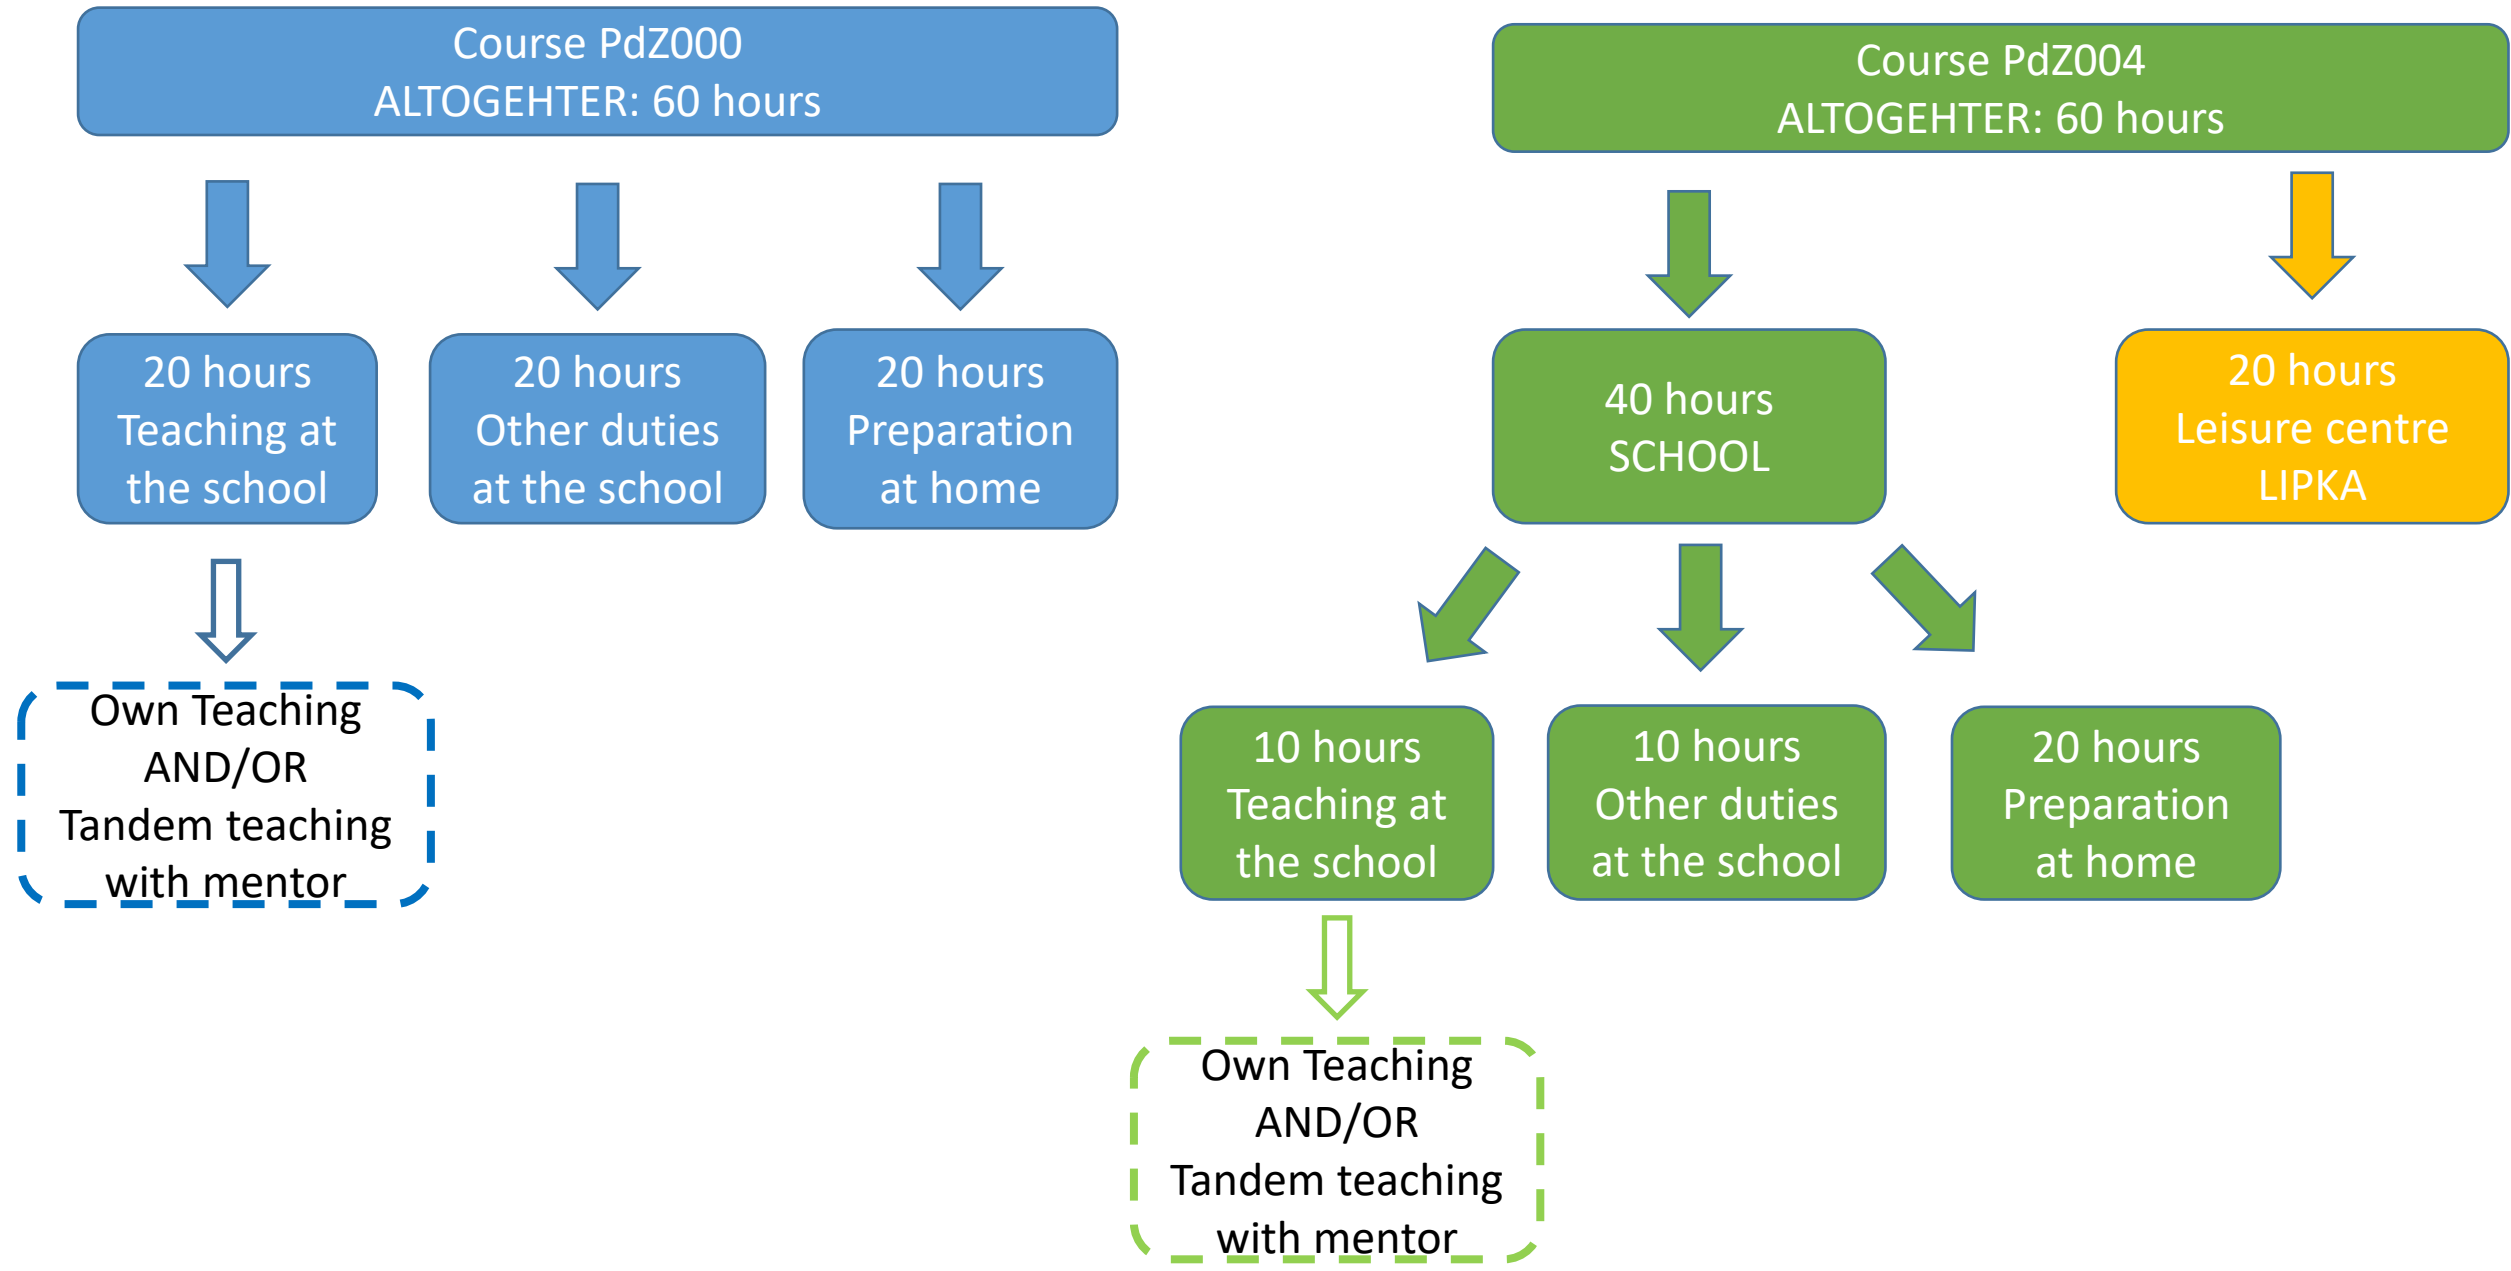 Course PdZ000
ALTOGEHTER: 60 hours
20 hours
Teaching at
the school
20 hours
Other duties
at the school
20 hours
Preparation
at home
Own Teaching
AND/OR
Tandem teaching
with mentor
Course PdZ004
ALTOGEHTER: 60 hours
40 hours
SCHOOL
20 hours
Leisure centre
LIPKA
10 hours
Teaching at
the school
10 hours
Other duties
at the school
20 hours
Preparation
at home
Own Teaching
AND/OR
Tandem teaching
with mentor